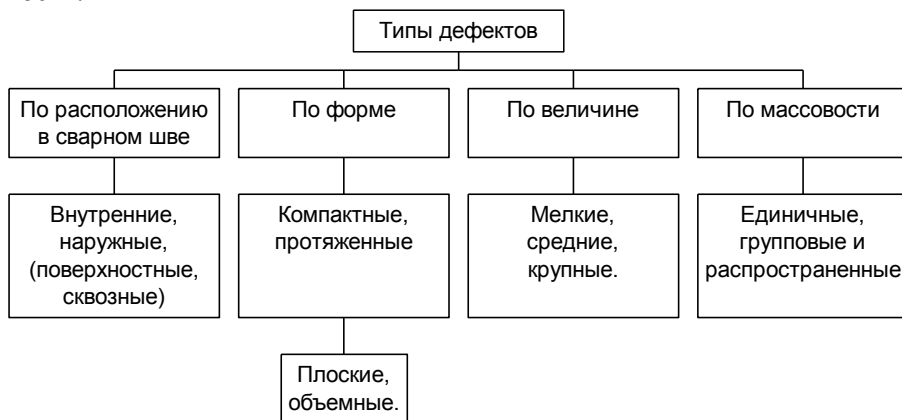 Типы дефектов
По расположению
в сварном шве
По форме
По величине
По массовости
Внутренние,
наружные,
(поверхностные,
сквозные)
Компактные,
протяженные
Мелкие,
средние,
крупные.
Единичные,
групповые и
распространенные
Плоские,
объемные.